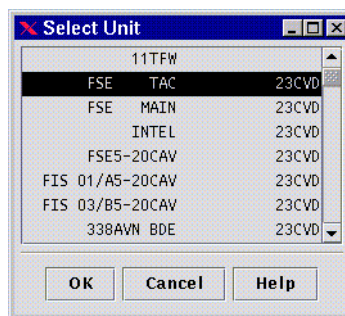 Select Unit
11TFW
FSE TAC 23CVD
FSE MAIN 23CVD
INTEL 23CVD
FSE5-20CAV 23CVD
FIS 01/A5-20CAV 23CVD
FIS 03/B5-20CAV 23CVD
338AVN BDE 23CVD
OK Cancel Help